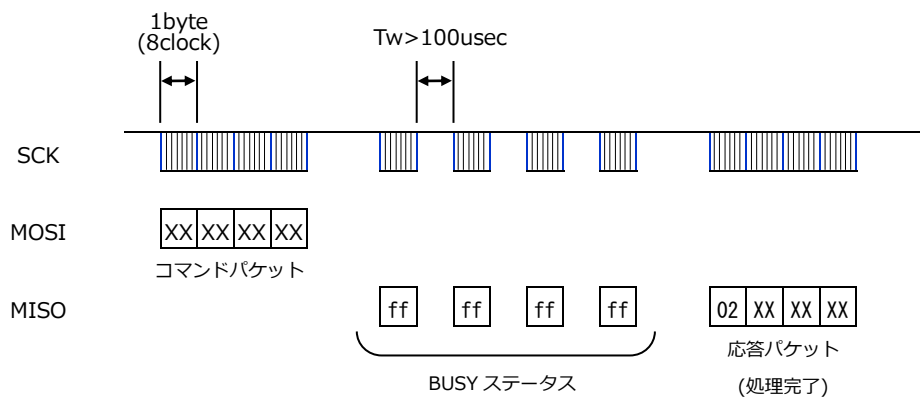 1byte
(8clock)
Tw>100usec
SCK
MOSI
XX XX XX XX
コマンドパケット
MISO
ff ff ff ff 02 XX XX XX
BUSY ステータス
応答パケット
(処理完了)